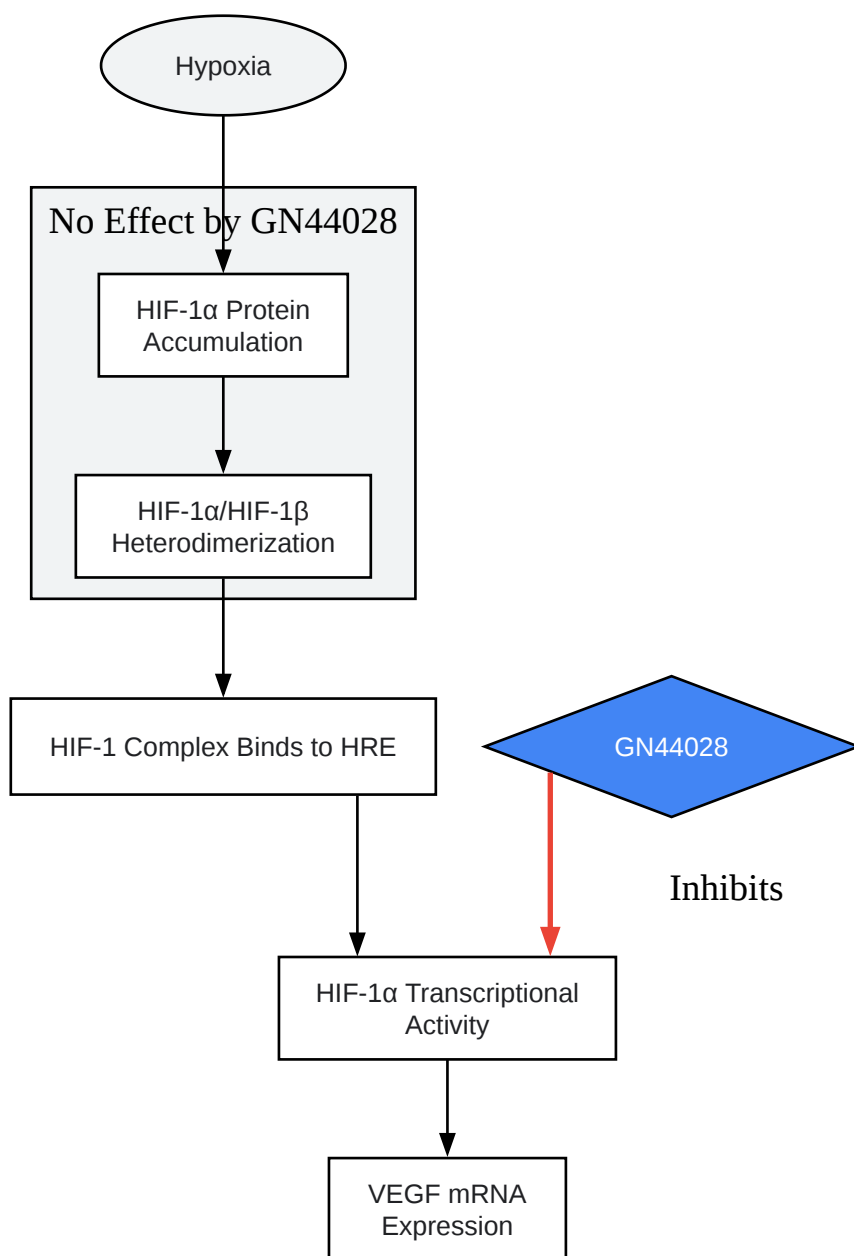 Hypoxia
No Effect by GN44028
HIF-1α Protein
Accumulation
HIF-1α/HIF-1β
Heterodimerization
HIF-1 Complex Binds to HRE
GN44028
Inhibits
HIF-1α Transcriptional
Activity
VEGF mRNA
Expression